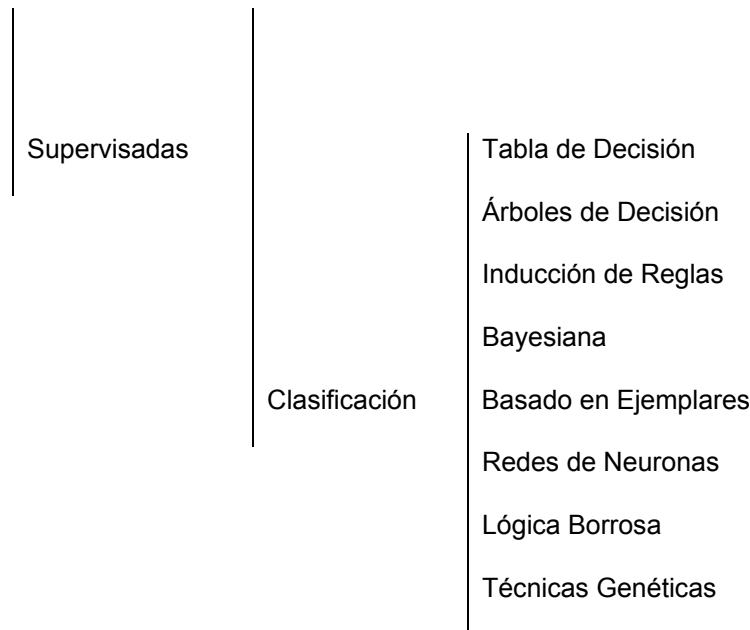 Supervisadas
Tabla de Decisión
Árboles de Decisión
Inducción de Reglas
Bayesiana
Clasificación
Basado en Ejemplares
Redes de Neuronas
Lógica Borrosa
Técnicas Genéticas